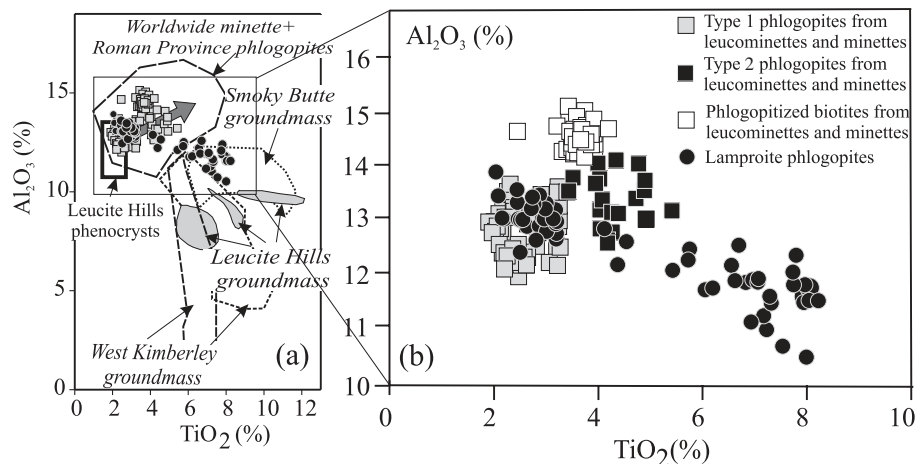 Worldwide minette+
Roman Province phlogopites
Smoky Butte
groundmass
Leucite Hills
phenocrysts
Leucite Hills
groundmass
West Kimberley
groundmass
(a)
Al2O3 (%)
15
10
5
0
0 2 4 6 8 10 12
TiO2 (%)
Al2O3 (%)
16
15
14
13
12
11
10
(b)
0 2 4 6 8 10
TiO2(%)
Type 1 phlogopites from
leucominettes and minettes
Type 2 phlogopites from
leucominettes and minettes
Phlogopitized biotites from
leucominettes and minettes
Lamproite phlogopites